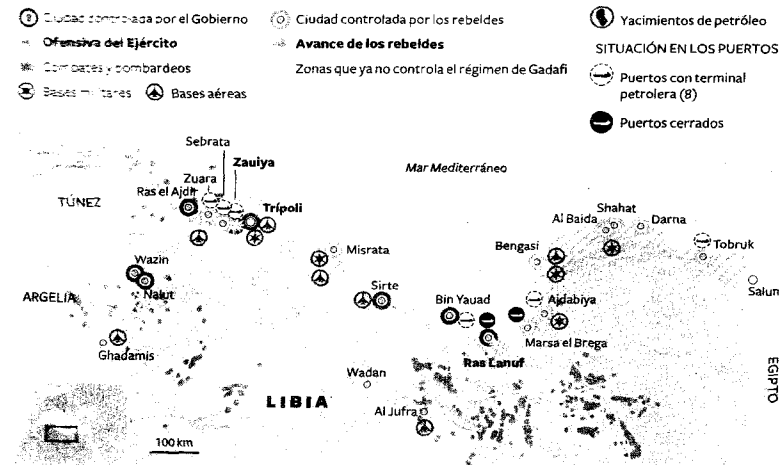 Ciudad controlada por el Gobierno
Ofensiva del Ejército
Combates y bombardeos
Bases militares
Bases aéreas
Ciudad controlada por los rebeldes
Avance de los rebeldes
Zonas que ya no controla el régimen de Gadafi
Yacimientos de petróleo
SITUACIÓN EN LOS PUERTOS
Puertos con terminal
petrolera (8)
Puertos cerrados
Sebrata
Zauiya
Zuara
Ras el Ajdir
Trípoli
TÚNEZ
Mar Mediterráneo
Shahat
Al Baida
Darna
Tobruk
Bengasi
Misrata
Wazin
Nalut
Sirte
Bin Yauad
Ajdabiya
Salum
ARGELIA
Ghadamis
Marsa el Brega
Ras Lanuf
Wadan
EGIPTO
LIBIA
Al Jufra
100 km